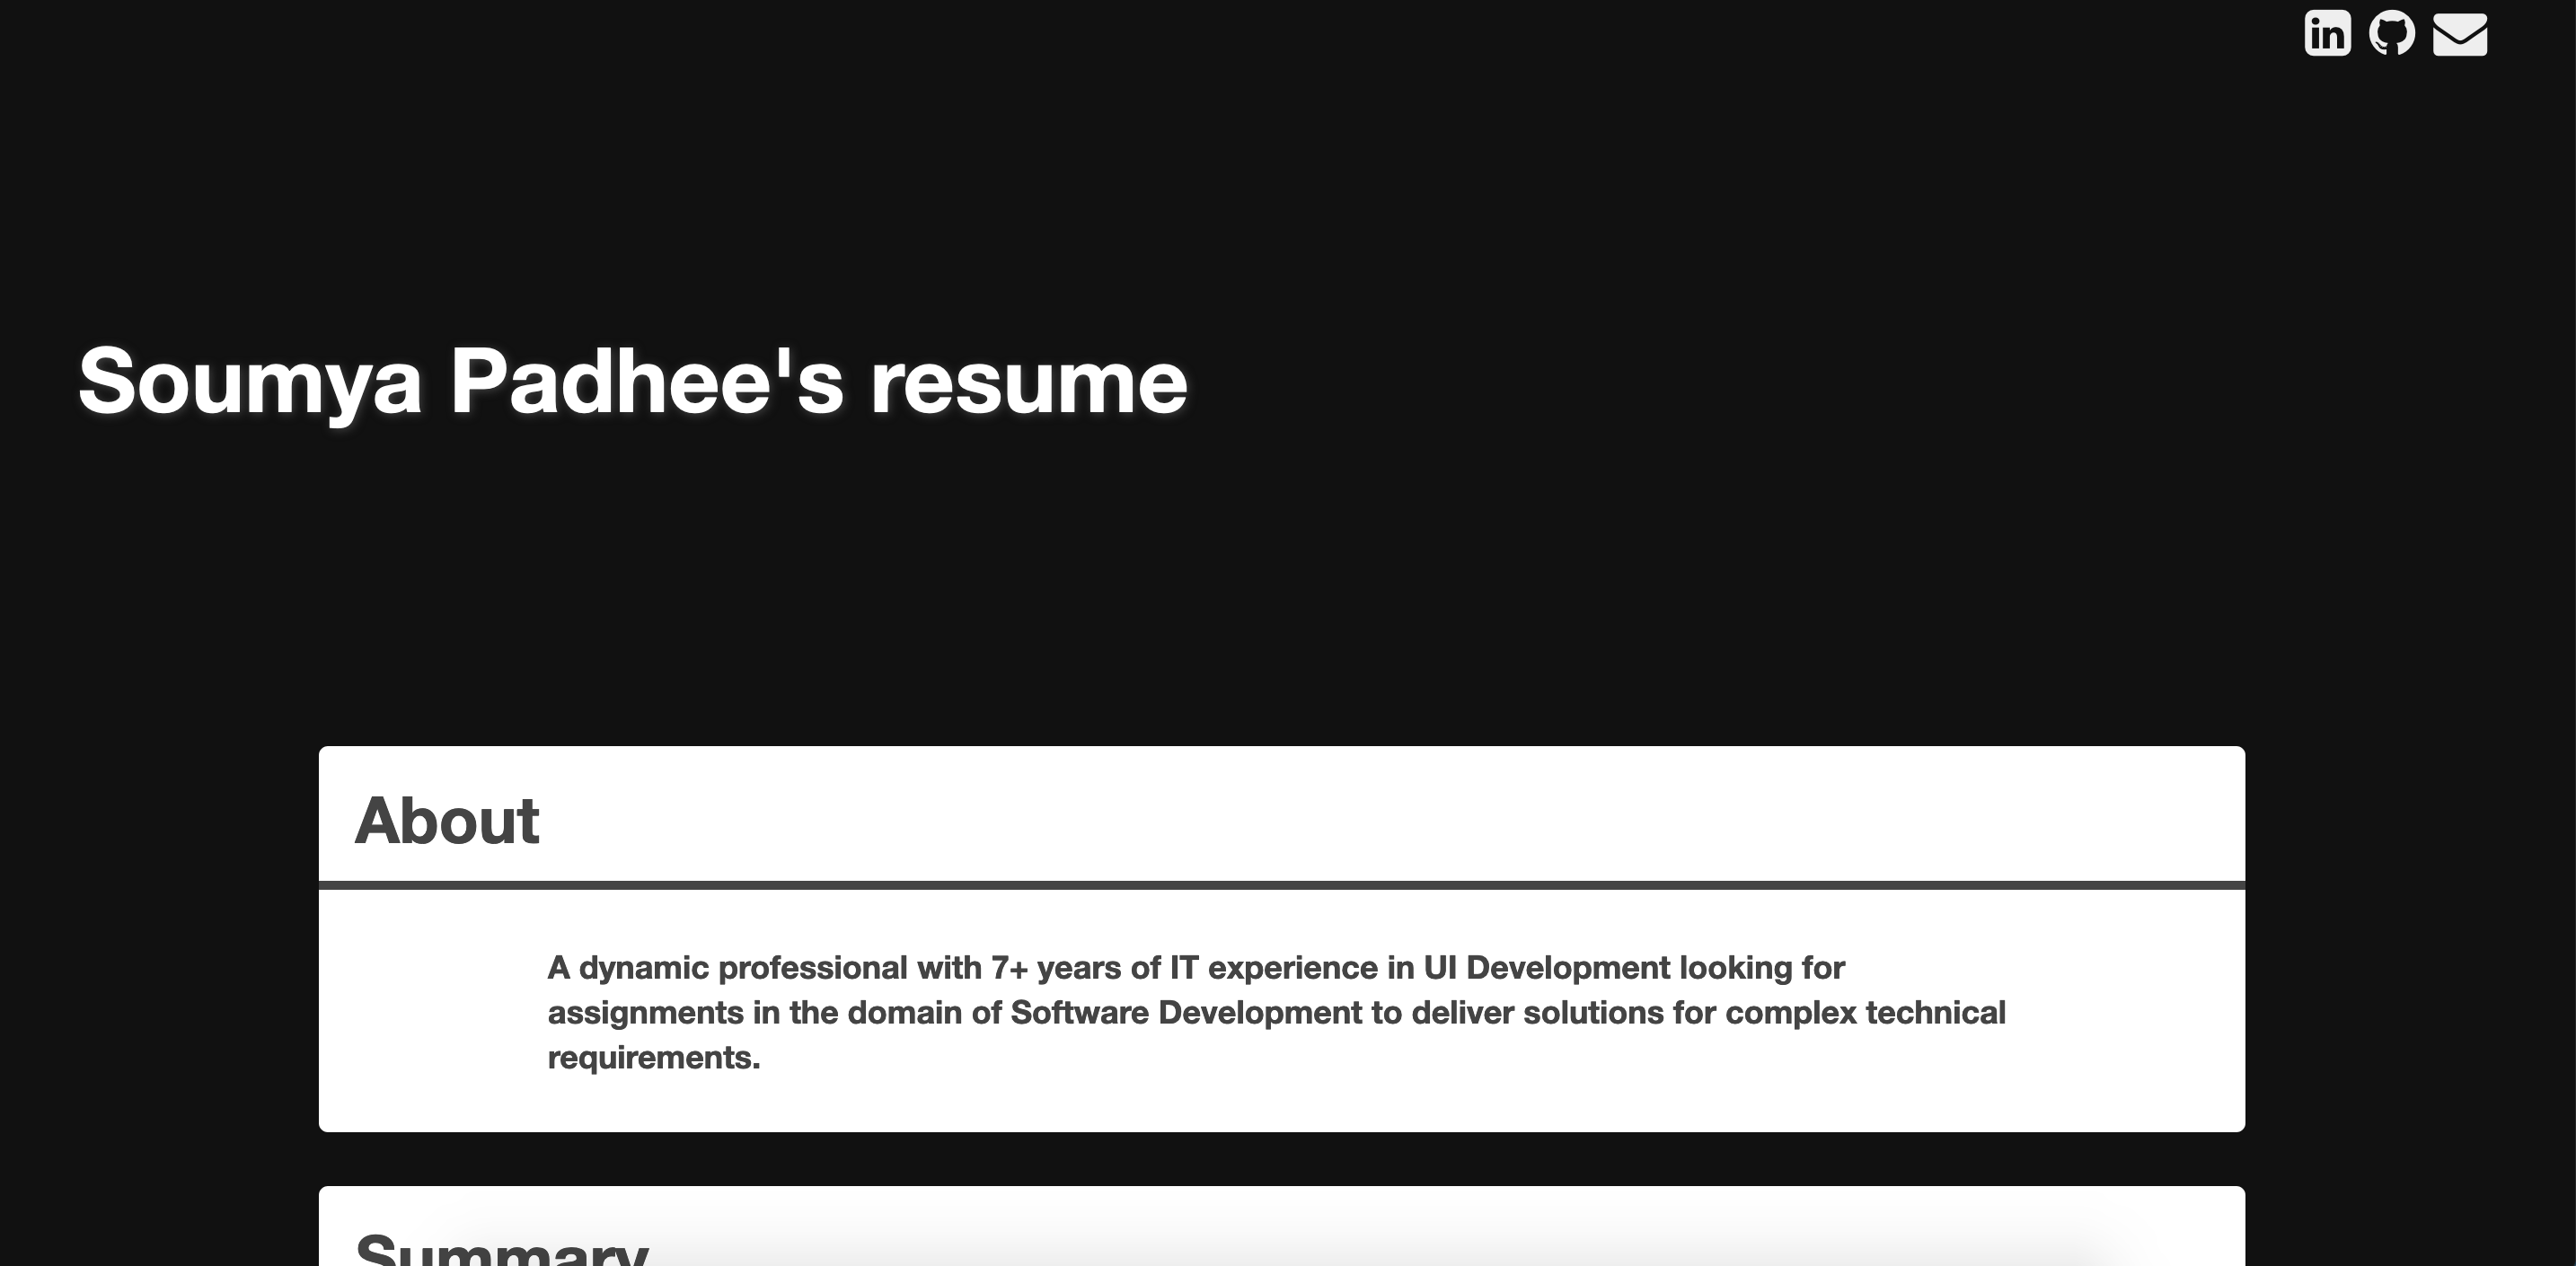 in
Soumya Padhee's resume
About
A dynamic professional with 7+ years of IT experience in UI Development looking for
assignments in the domain of Software Development to deliver solutions for complex technical
requirements.
Summary